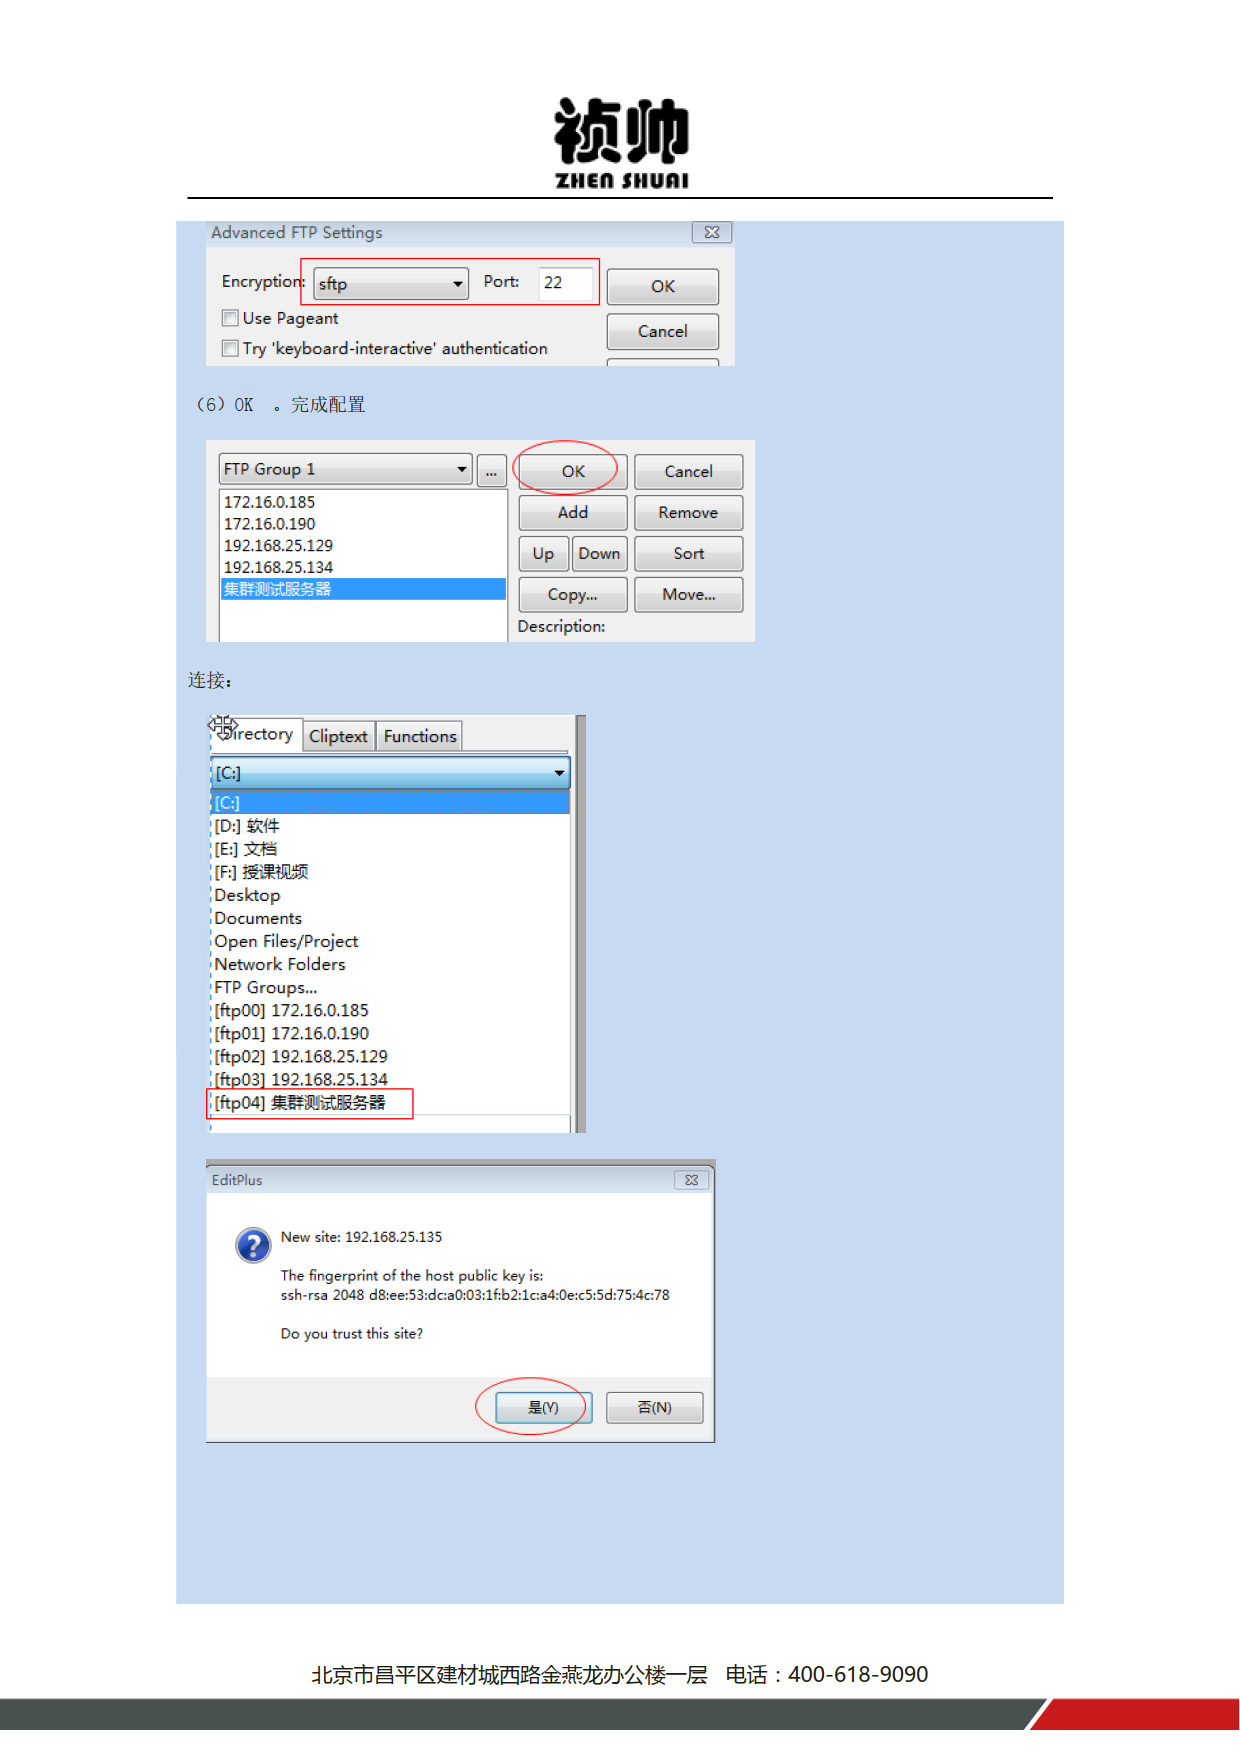 祯帅
ZHEN SHUAI
Advanced FTP Settings
Encryption: sftp Port: 22 OK
Use Pageant
Cancel
Try 'keyboard-interactive' authentication
（6）OK 。完成配置
FTP Group 1 ... OK Cancel
172.16.0.185
172.16.0.190
192.168.25.129
192.168.25.134
集群测试服务器
Add Remove
Up Down Sort
Copy... Move...
Description:
连接：
Directory Cliptext Functions
[C:]
[C:]
[D:] 软件
[E:] 文档
[F:] 授课视频
Desktop
Documents
Open Files/Project
Network Folders
FTP Groups...
[ftp00] 172.16.0.185
[ftp01] 172.16.0.190
[ftp02] 192.168.25.129
[ftp03] 192.168.25.134
[ftp04] 集群测试服务器
EditPlus
New site: 192.168.25.135
The fingerprint of the host public key is:
ssh-rsa 2048 d8:ee:53:dc:a0:03:1f:b2:1c:a4:0e:c5:5d:75:4c:78
Do you trust this site?
是(Y) 否(N)
北京市昌平区建材城西路金燕龙办公楼一层 电话：400-618-9090